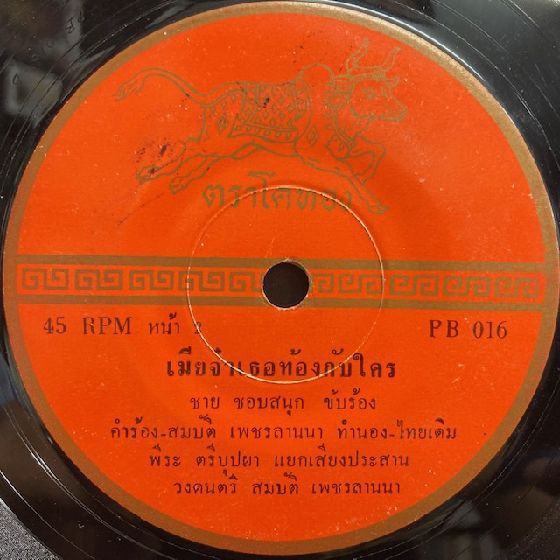 ตราโคทอง
45 RPM หน้า 2 PB 016
เมียจ๋าเธอท้องกับใคร
ชาย ชอบสนุก ขับร้อง
คำร้อง-สมบัติ เพชรลานนา ทำนอง-ไทยเดิม
พีระ ตรีบุปผา แยกเสียงประสาน
วงดนตรี สมบัติ เพชรลานนา